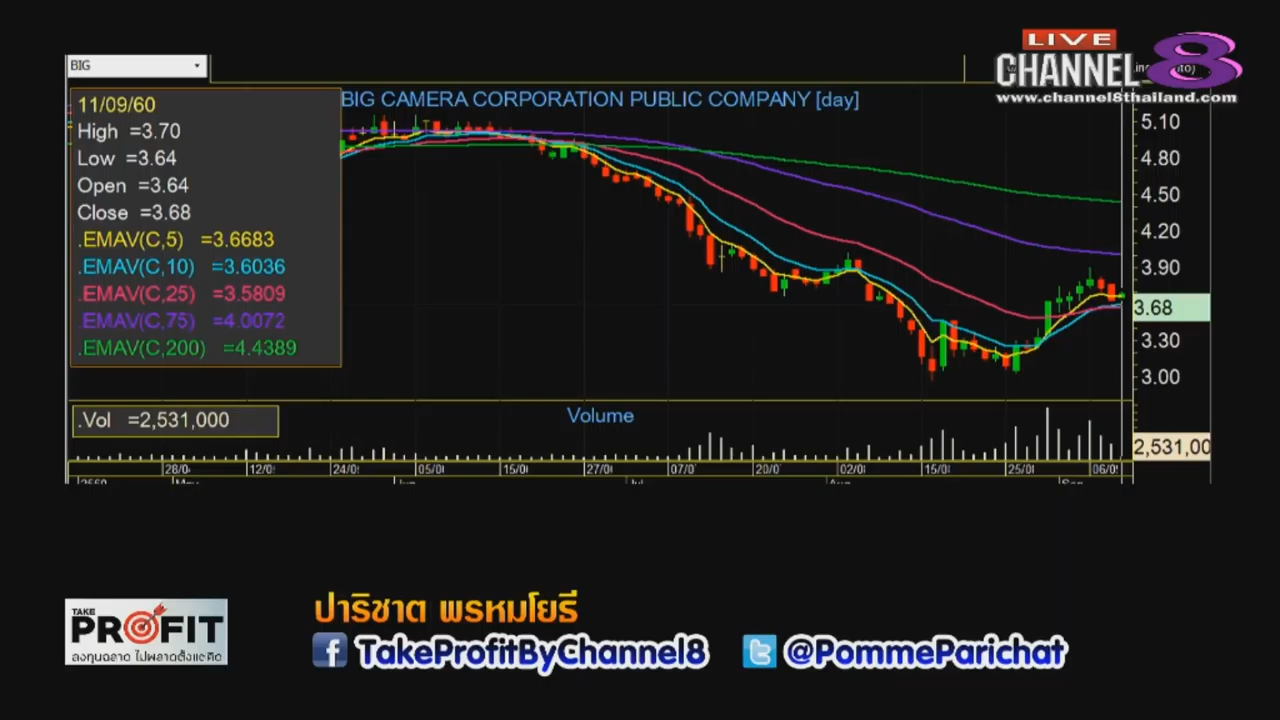 LIVE
CHANNEL 8
www.channel8thailand.com
BIG
BIG CAMERA CORPORATION PUBLIC COMPANY [day]
11/09/60
High =3.70
Low =3.64
Open =3.64
Close =3.68
.EMAV(C,5) =3.6683
.EMAV(C,10) =3.6036
.EMAV(C,25) =3.5809
.EMAV(C,75) =4.0072
.EMAV(C,200) =4.4389
5.10
4.80
4.50
4.20
3.90
3.68
3.30
3.00
.Vol =2,531,000
Volume
2,531,00
28/0 12/0 24/0 05/0 15/0 27/0 07/0 20/0 02/0 15/0 25/0 06/0
TAKE
PROFIT
ลงทุนฉลาด ไม่พลาดตั้งแต่คิด
ปาริชาต พรหมโยธี
TakeProfitByChannel8 @PommeParichat